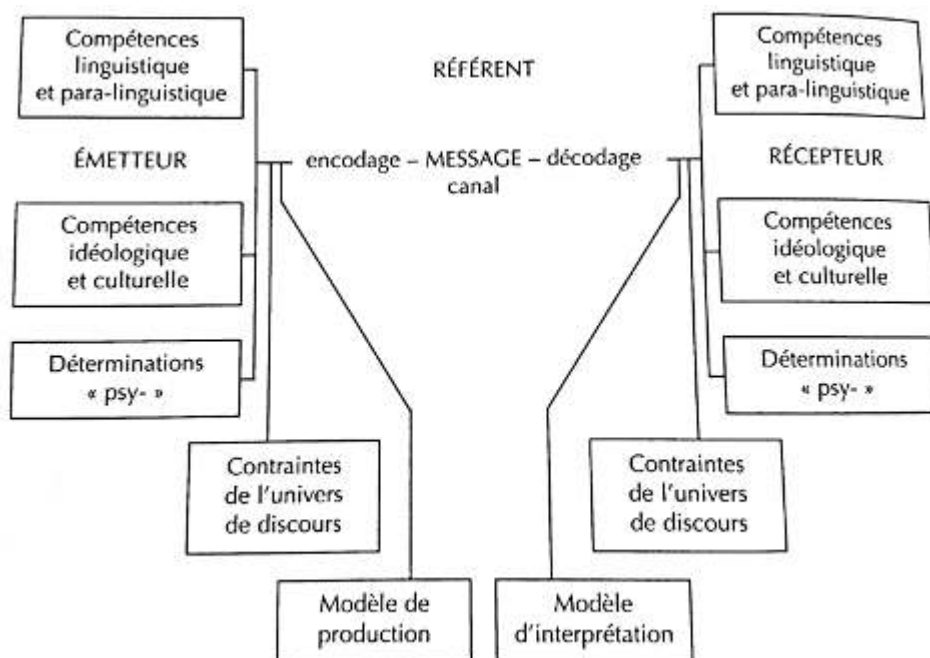 Compétences
linguistique
et para-linguistique
RÉFÉRENT
Compétences
linguistique
et para-linguistique
ÉMETTEUR
encodage – MESSAGE – décodage
canal
RÉCEPTEUR
Compétences
idéologique
et culturelle
Compétences
idéologique
et culturelle
Déterminations
« psy- »
Déterminations
« psy- »
Contraintes
de l'univers
de discours
Contraintes
de l'univers
de discours
Modèle de
production
Modèle
d'interprétation